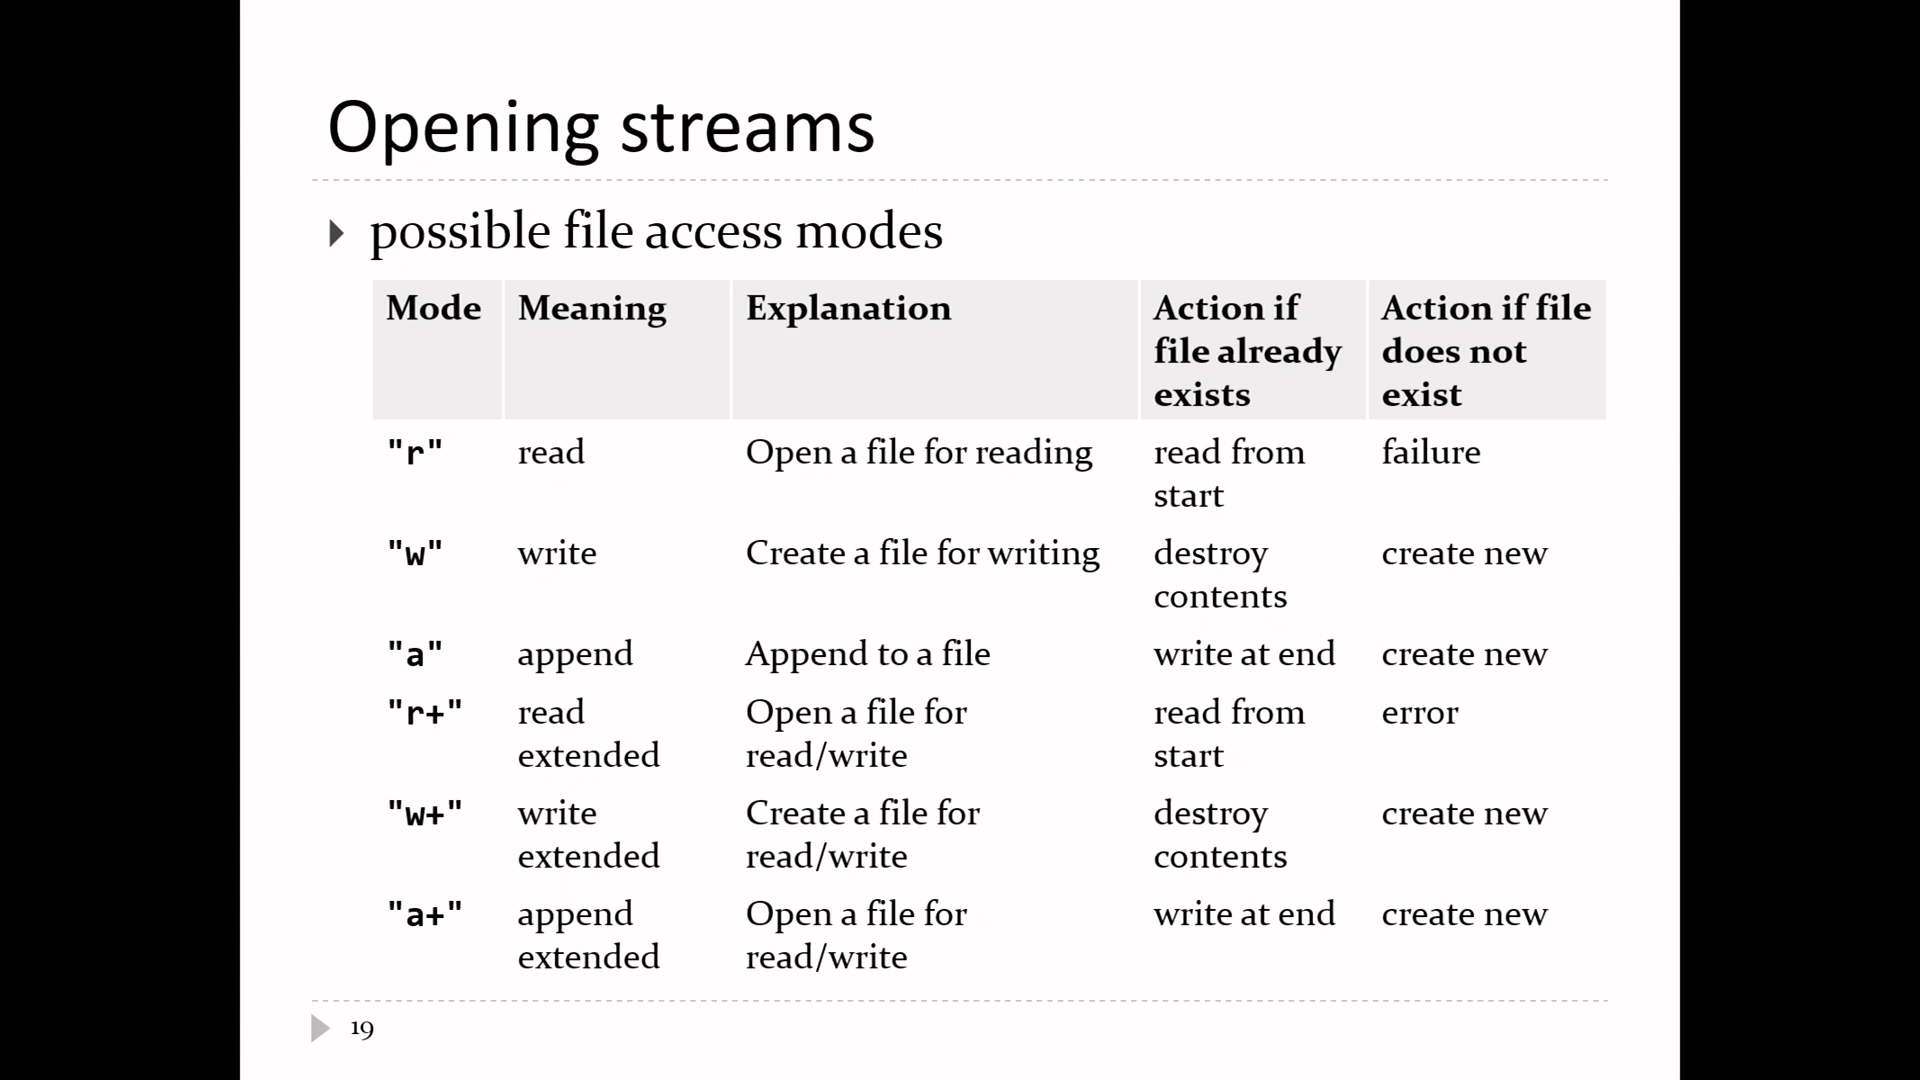 Opening streams
possible file access modes
Mode Meaning Explanation Action if file already exists Action if file does not exist
"r" read Open a file for reading read from start failure
"w" write Create a file for writing destroy contents create new
"a" append Append to a file write at end create new
"r+" read extended Open a file for read/write read from start error
"w+" write extended Create a file for read/write destroy contents create new
"a+" append extended Open a file for read/write write at end create new
19